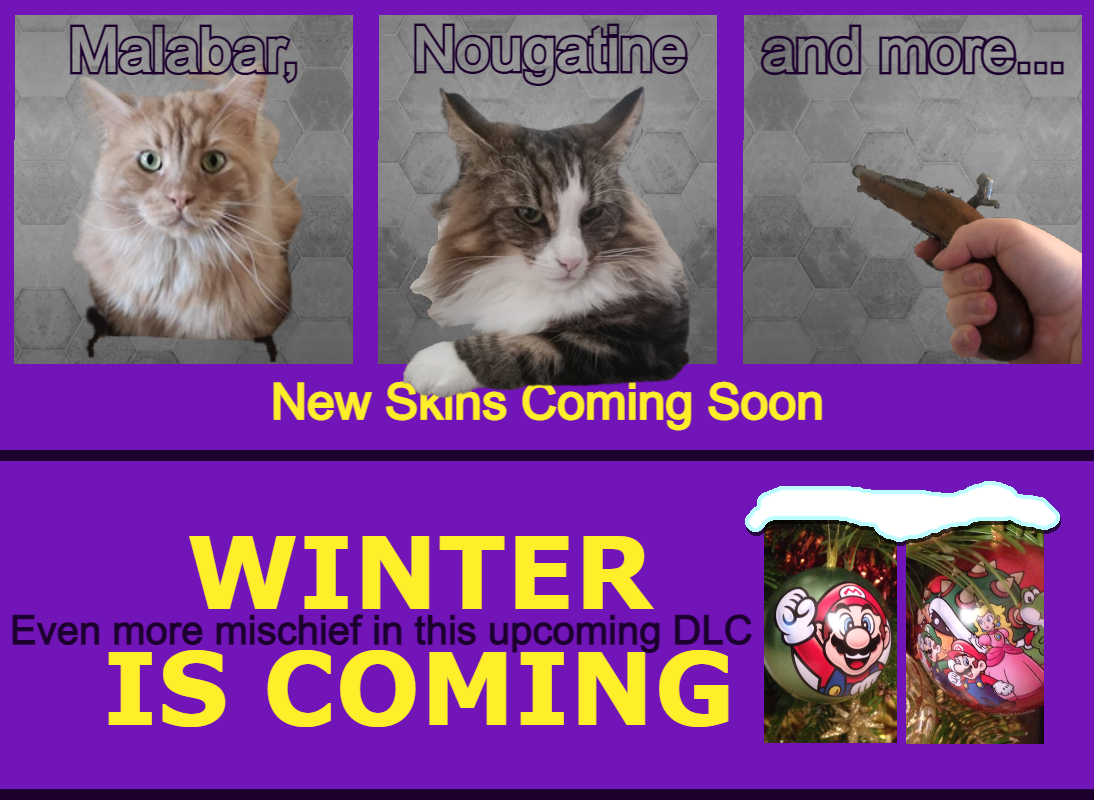 Malabar,
Nougatine
and more...
New Skins Coming Soon
WINTER
Even more mischief in this upcoming DLC
IS COMING
M